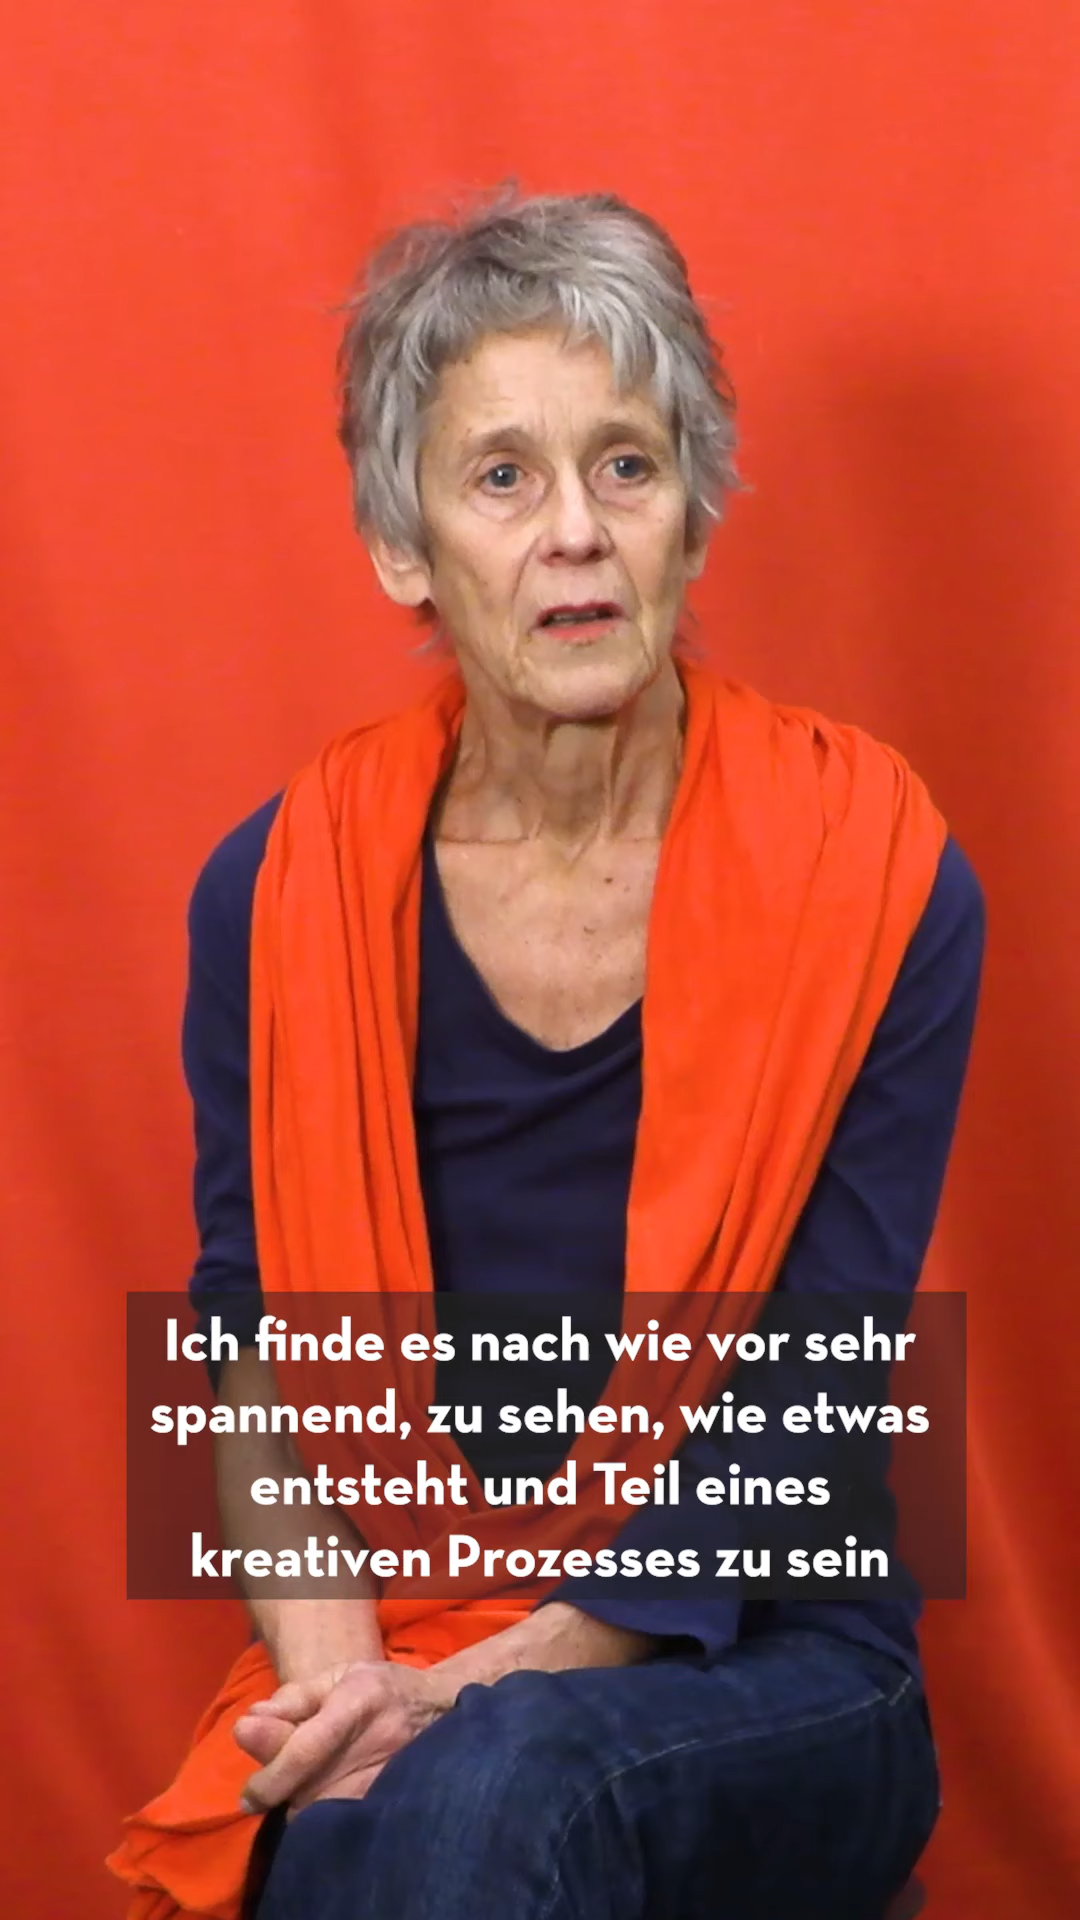 Ich finde es nach wie vor sehr
spannend, zu sehen, wie etwas
entsteht und Teil eines
kreativen Prozesses zu sein